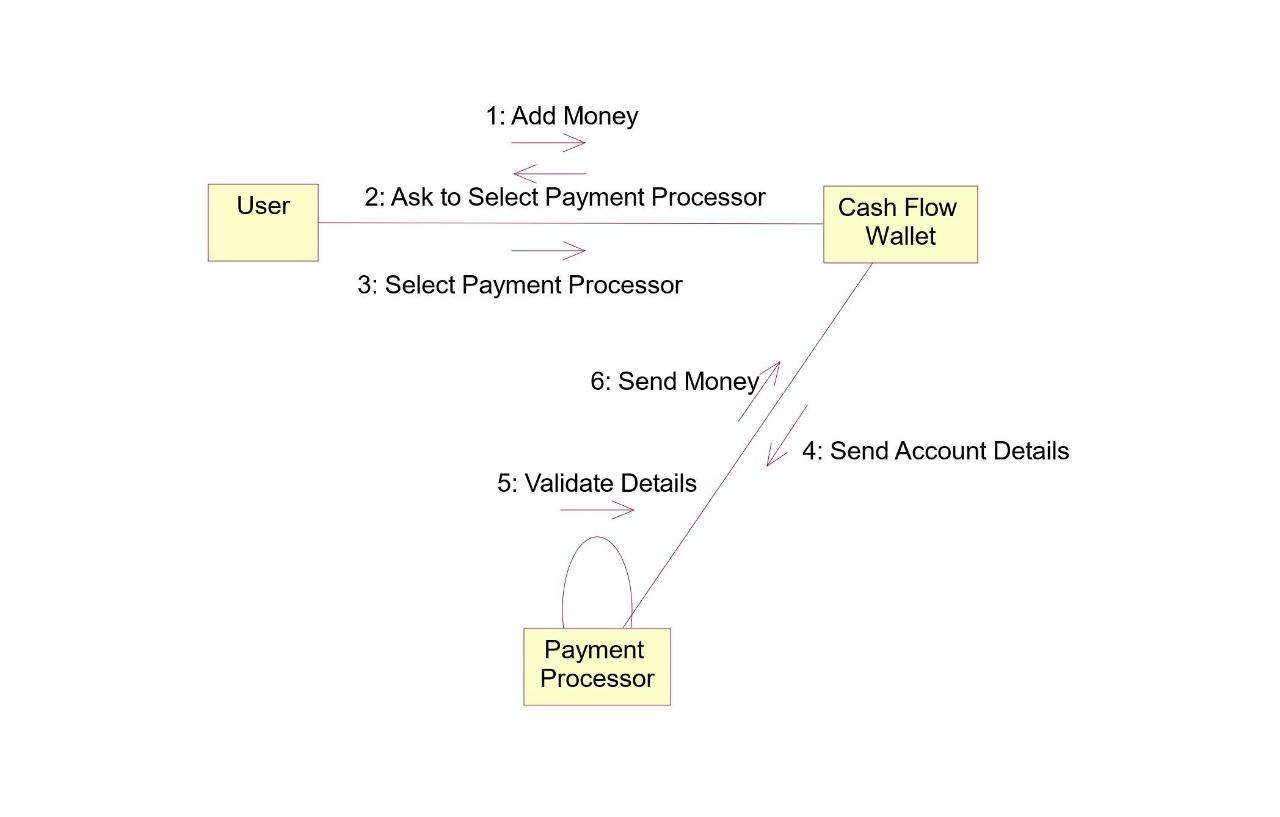 1: Add Money
User
2: Ask to Select Payment Processor
Cash Flow
Wallet
3: Select Payment Processor
6: Send Money
4: Send Account Details
5: Validate Details
Payment
Processor